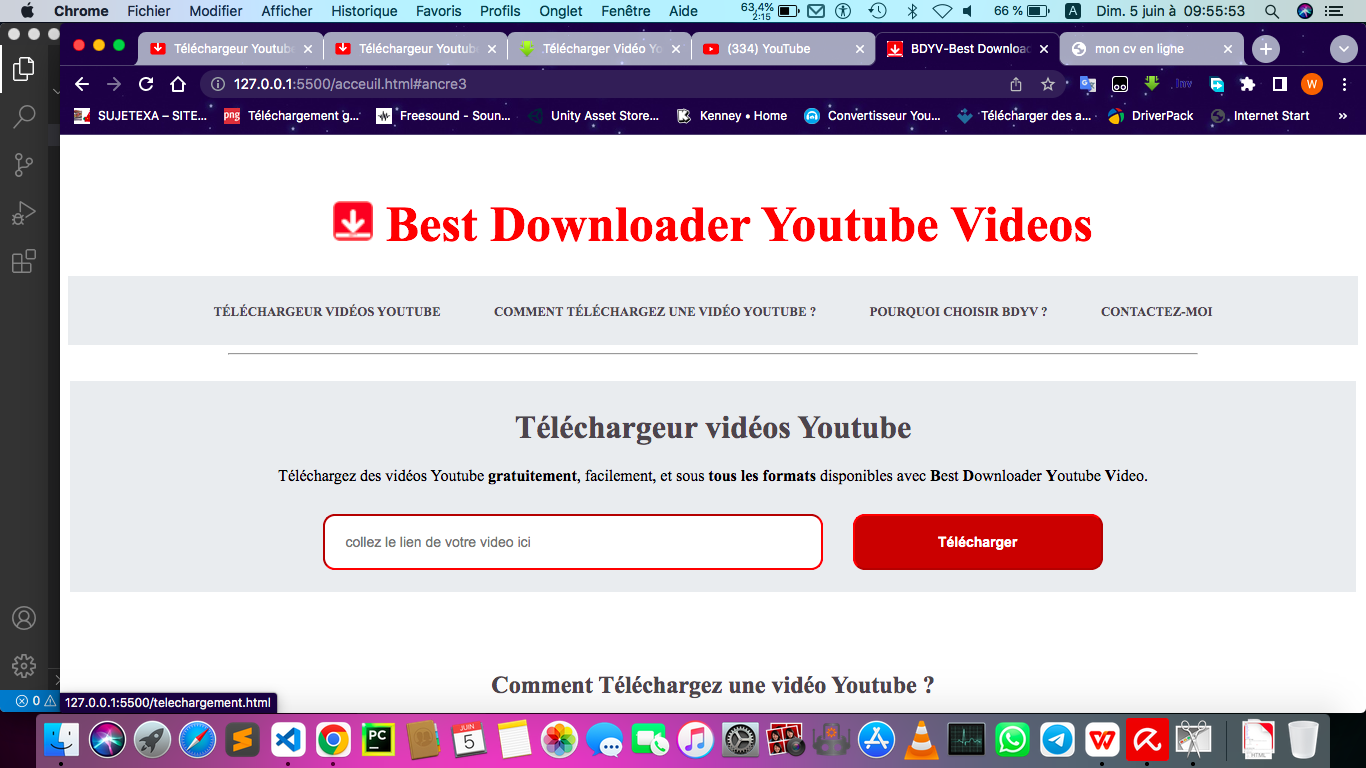 Chrome Fichier Modifier Afficher Historique Favoris Profils Onglet Fenêtre Aide 63,4% 2:15 66 % A Dim. 5 juin à 09:55:53
Téléchargeur Youtub Téléchargeur Youtub Télécharger Vidéo Yo (334) YouTube BDYV-Best Downloa mon cv en ligne
127.0.0.1:5500/acceuil.html#ancre3 W
SUJETEXA – SITE... png Téléchargement g... Freesound - Soun... Unity Asset Store... Kenney • Home Convertisseur You... Télécharger des a... DriverPack Internet Start »
Best Downloader Youtube Videos
TÉLÉCHARGEUR VIDÉOS YOUTUBE COMMENT TÉLÉCHARGEZ UNE VIDÉO YOUTUBE ? POURQUOI CHOISIR BDYV ? CONTACTEZ-MOI
Téléchargeur vidéos Youtube
Téléchargez des vidéos Youtube gratuitement, facilement, et sous tous les formats disponibles avec Best Downloader Youtube Video.
collez le lien de votre video ici Télécharger
Comment Téléchargez une vidéo Youtube ?
0
127.0.0.1:5500/telechargement.html
PC JUIN 5 HTML